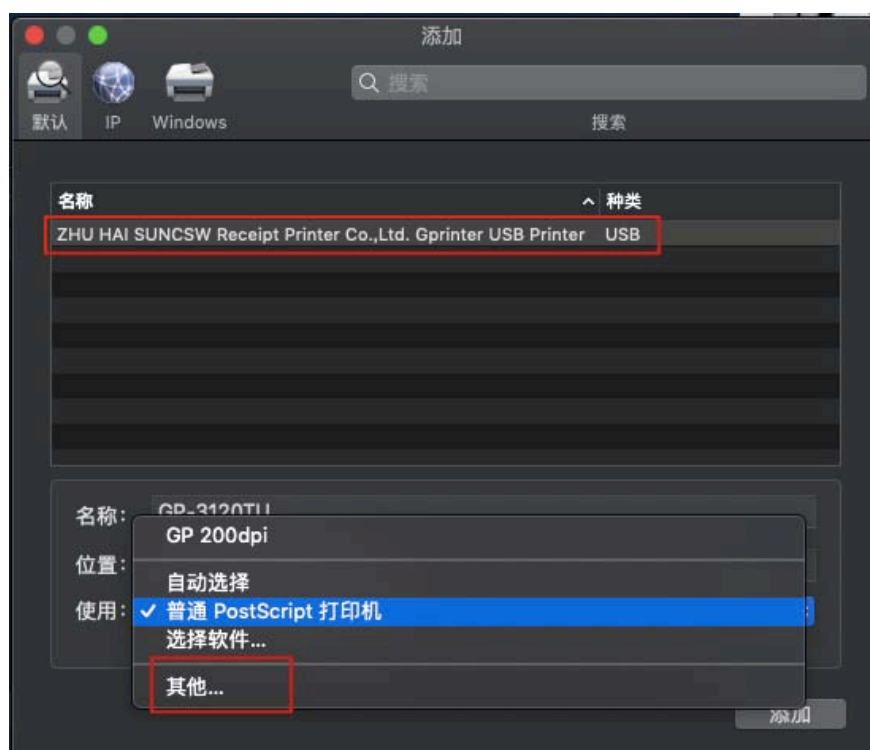 添加
搜索
默认 IP Windows 搜索
名称 种类
ZHU HAI SUNCSW Receipt Printer Co.,Ltd. Gprinter USB Printer USB
名称: GP-3120TU
GP 200dpi
位置:
自动选择
使用: ✓ 普通 PostScript 打印机
选择软件...
其他...
添加